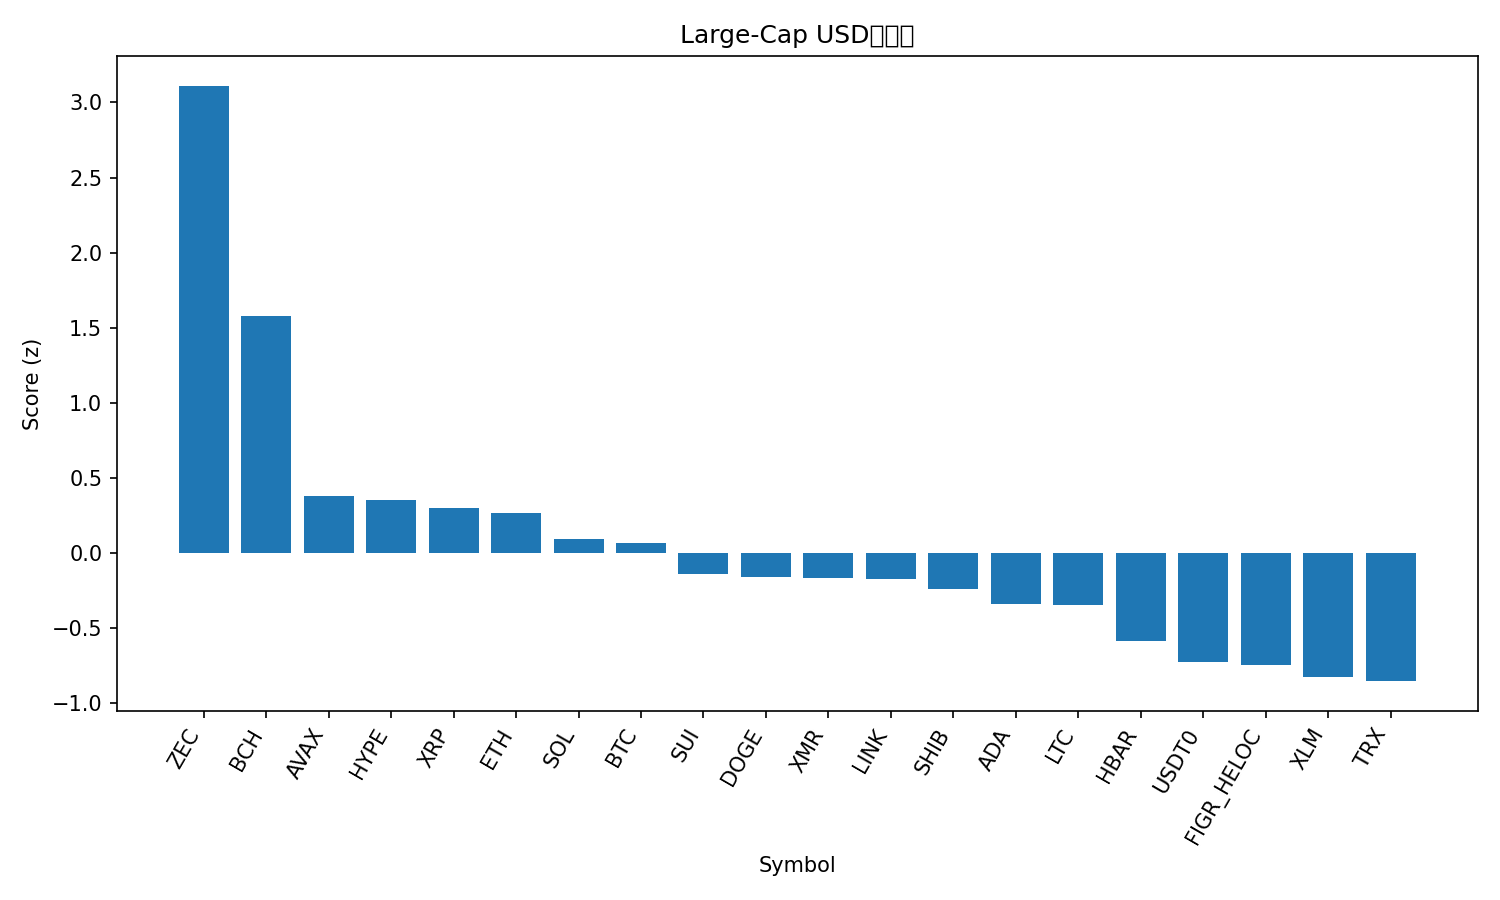 Large-Cap USD
Score (z)
3.0
2.5
2.0
1.5
1.0
0.5
0.0
−0.5
−1.0
ZEC
BCH
AVAX
HYPE
XRP
ETH
SOL
BTC
SUI
DOGE
XMR
LINK
SHIB
ADA
LTC
HBAR
USDT0
FIGR_HELOC
XLM
TRX
Symbol